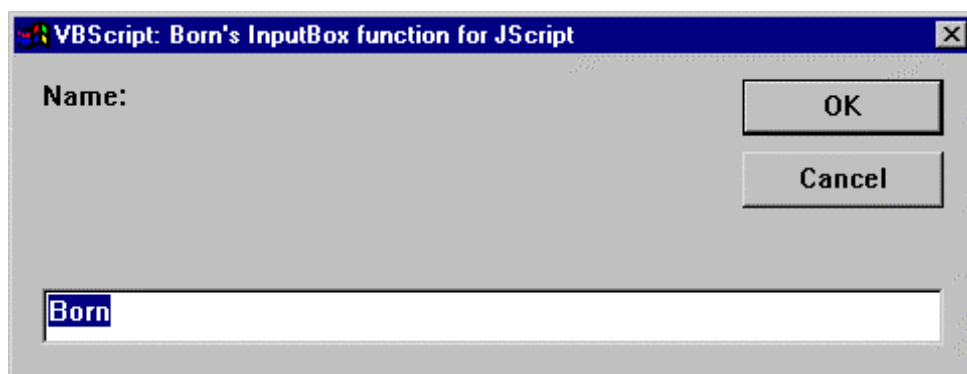 VBScript: Born's InputBox function for JScript
Name:
OK
Cancel
Born